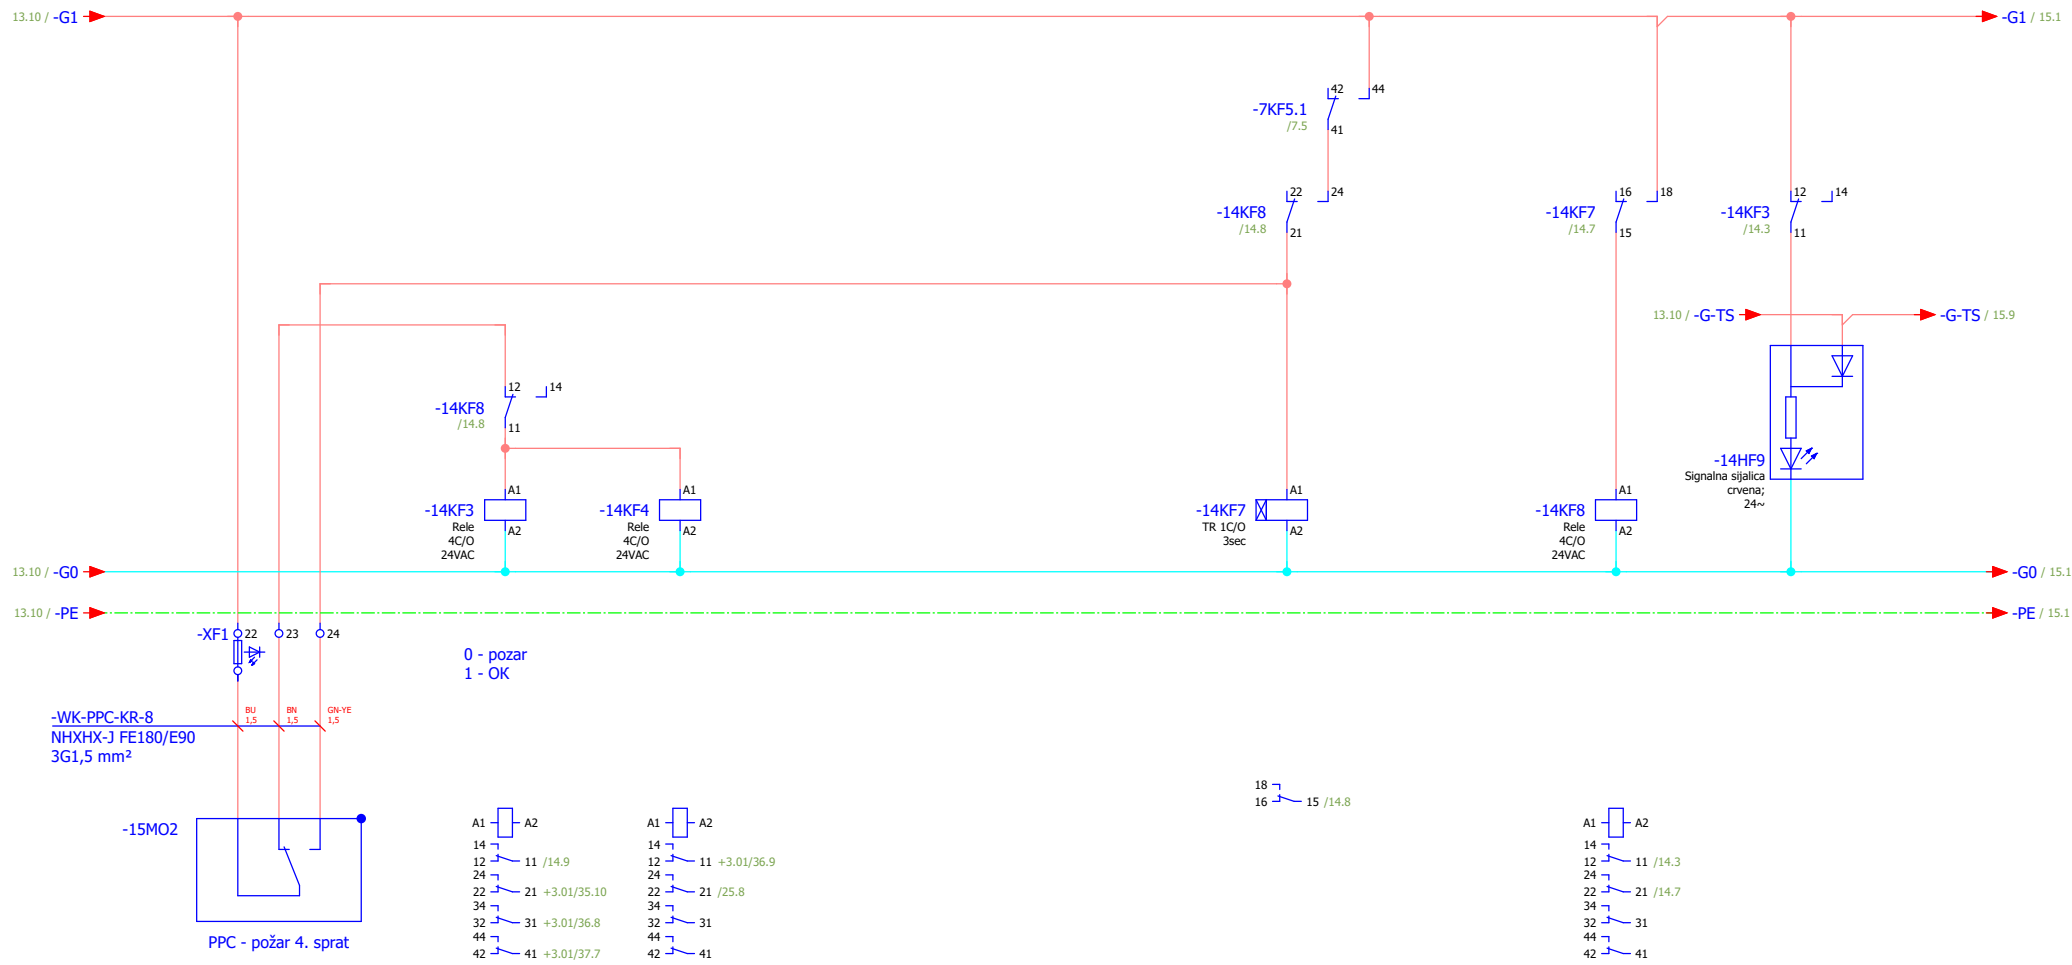 13.10 / -G1
-G1 / 15.1
42
44
-7KF5.1
/7.5
41
22
24
-14KF8
/14.8
21
16
18
-14KF7
/14.7
15
12
14
-14KF3
/14.3
11
13.10 / -G-TS
-G-TS / 15.9
12
14
-14KF8
/14.8
11
-14HF9
Signalna sijalica
crvena;
24~
A1
-14KF3
Rele
4C/O
24VAC
A2
A1
-14KF4
Rele
4C/O
24VAC
A2
A1
-14KF7
TR 1C/O
3sec
A2
A1
-14KF8
Rele
4C/O
24VAC
A2
13.10 / -G0
-G0 / 15.1
13.10 / -PE
-PE / 15.1
-XF1 22 23 24
0 - pozar
1 - OK
-WK-PPC-KR-8
NHXHX-J FE180/E90
3G1,5 mm²
BU
1,5
BN
1,5
GN-YE
1,5
-15MO2
PPC - požar 4. sprat
A1 A2
14
12 11 /14.9
24
22 21 +3.01/35.10
34
32 31 +3.01/36.8
44
42 41 +3.01/37.7
A1 A2
14
12 11 +3.01/36.9
24
22 21 /25.8
34
32 31
44
42 41
18
16 15 /14.8
A1 A2
14
12 11 /14.3
24
22 21 /14.7
34
32 31
44
42 41